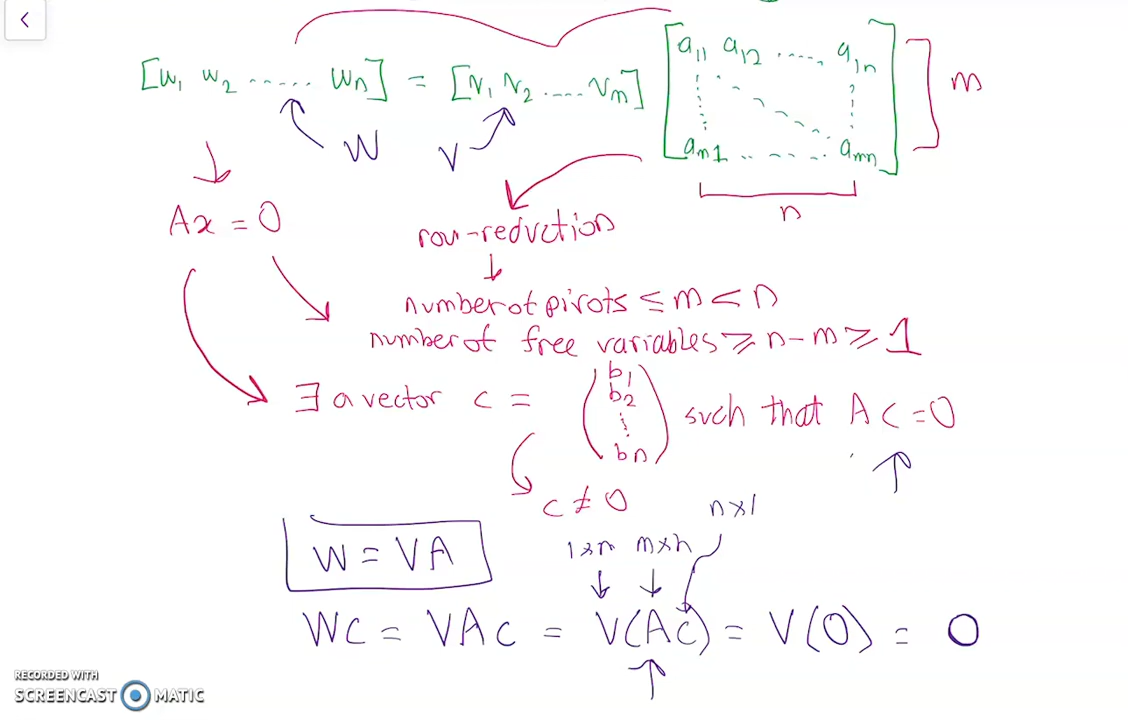 [w₁ w₂ ...... wₙ] = [v₁ v₂ ..... vₘ] [a₁₁ a₁₂ ..... a₁ₙ
aₘ₁ .. - - - . aₘₙ] ] m
W V
n
Ax = 0
row-reduction
number of pivots ≤ m < n
number of free variables ≥ n-m ≥ 1
∃ a vector c = (b₁ b₂ ⋮ bₙ) such that Ac = 0
c ≠ 0
n×1
W = VA
1×m m×n
Wc = VAc = V(Ac) = V(0) = 0
RECORDED WITH
SCREENCAST MATIC